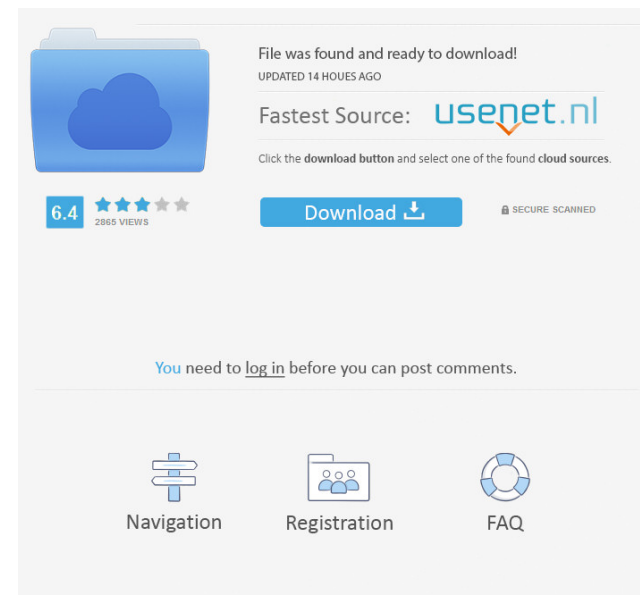 File was found and ready to download!
UPDATED 14 HOUES AGO
Fastest Source: usenet.nl
Click the download button and select one of the found cloud sources.
6.4
2865 VIEWS
Download
SECURE SCANNED
You need to log in before you can post comments.
Navigation
Registration
FAQ